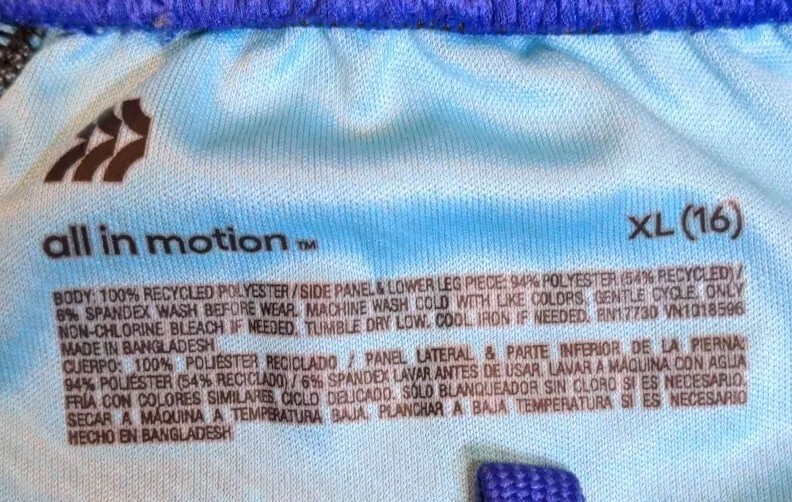 all in motion ™
XL (16)
BODY: 100% RECYCLED POLYESTER / SIDE PANEL & LOWER LEG PIECE: 94% POLYESTER (54% RECYCLED) /
6% SPANDEX WASH BEFORE WEAR. MACHINE WASH COLD WITH LIKE COLORS, GENTLE CYCLE. ONLY
NON-CHLORINE BLEACH IF NEEDED. TUMBLE DRY LOW. COOL IRON IF NEEDED. RN17730 VN1018596
MADE IN BANGLADESH
CUERPO: 100% POLIÉSTER RECICLADO / PANEL LATERAL & PARTE INFERIOR DE LA PIERNA:
94% POLIÉSTER (54% RECICLADO) / 6% SPANDEX LAVAR ANTES DE USAR. LAVAR A MÁQUINA CON AGUA
FRÍA CON COLORES SIMILARES, CICLO DELICADO. SÓLO BLANQUEADOR SIN CLORO SI ES NECESARIO.
SECAR A MÁQUINA A TEMPERATURA BAJA. PLANCHAR A BAJA TEMPERATURA SI ES NECESARIO
HECHO EN BANGLADESH